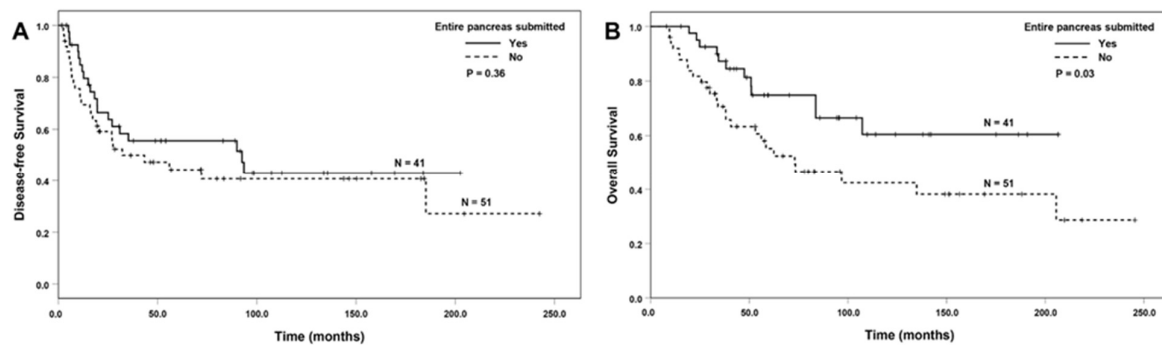 A
Entire pancreas submitted
Yes
No
P = 0.36
Disease-free Survival
1.0
0.8
0.6
0.4
0.2
0.0
N = 41
N = 51
0.0 50.0 100.0 150.0 200.0 250.0
Time (months)
B
Entire pancreas submitted
Yes
No
P = 0.03
Overall Survival
1.0
0.8
0.6
0.4
0.2
0.0
N = 41
N = 51
0.0 50.0 100.0 150.0 200.0 250.0
Time (months)